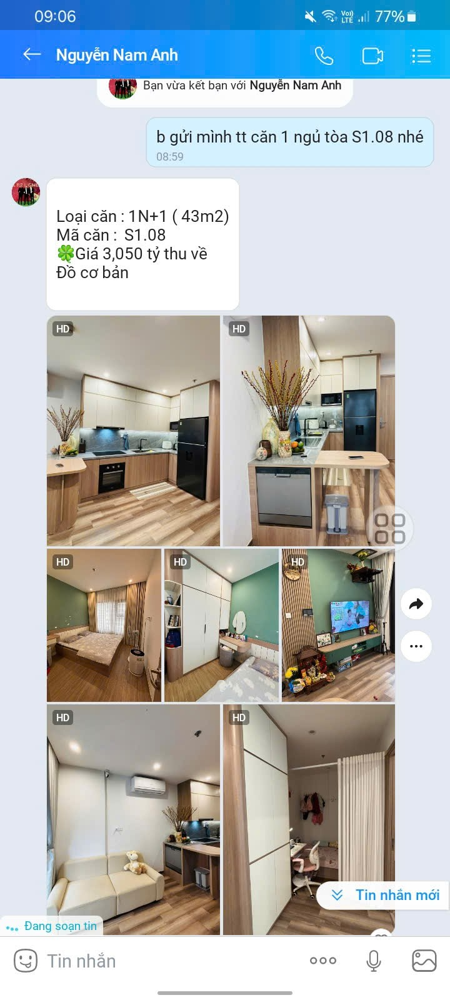 09:06
Vo))
LTE
77%
Nguyễn Nam Anh
Bạn vừa kết bạn với Nguyễn Nam Anh
b gửi mình tt căn 1 ngủ tòa S1.08 nhé
08:59
Loại căn : 1N+1 ( 43m2)
Mã căn :  S1.08
🍀Giá 3,050 tỷ thu về
Đồ cơ bản
HD
HD
HD
HD
HD
HD
HD
Tin nhắn mới
Đang soạn tin
Tin nhắn